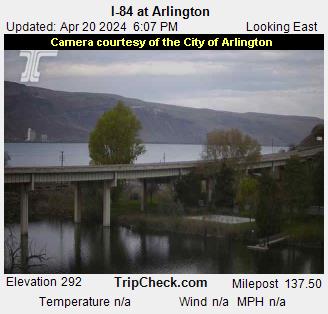 I-84 at Arlington
Updated: Apr 20 2024 6:07 PM Looking East
Camera courtesy of the City of Arlington
Elevation 292 TripCheck.com Milepost 137.50
Temperature n/a Wind n/a MPH n/a